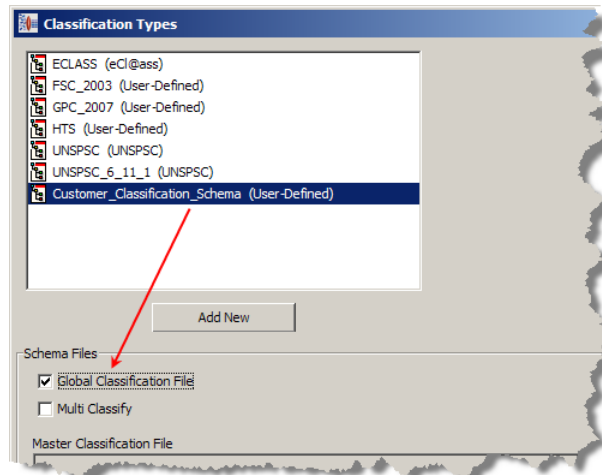 Classification Types
ECLASS (eCl@ass)
FSC_2003 (User-Defined)
GPC_2007 (User-Defined)
HTS (User-Defined)
UNSPSC (UNSPSC)
UNSPSC_6_11_1 (UNSPSC)
Customer_Classification_Schema (User-Defined)
Add New
Schema Files
Global Classification File
Multi Classify
Master Classification File